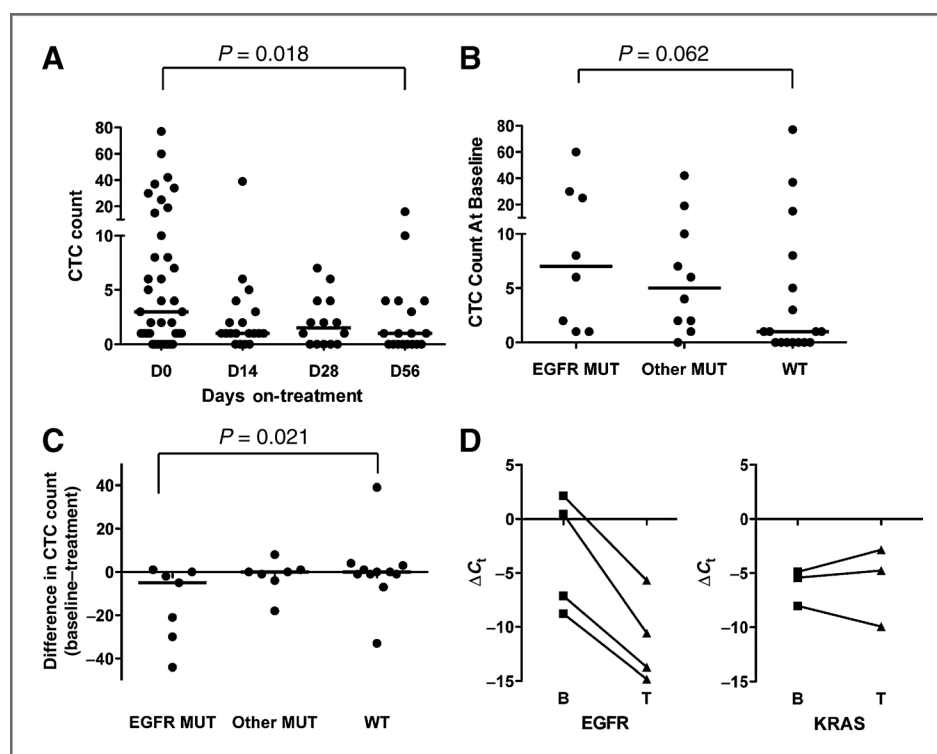 A
P = 0.018
CTC count
80
60
40
20
10
5
0
D0 D14 D28 D56
Days on-treatment
B
P = 0.062
CTC Count At Baseline
80
60
40
20
10
5
0
EGFR MUT Other MUT WT
C
P = 0.021
Difference in CTC count
(baseline–treatment)
40
20
0
–20
–40
EGFR MUT Other MUT WT
D
ΔCt
5
0
–5
–10
–15
B T
EGFR
ΔCt
5
0
–5
–10
–15
B T
KRAS